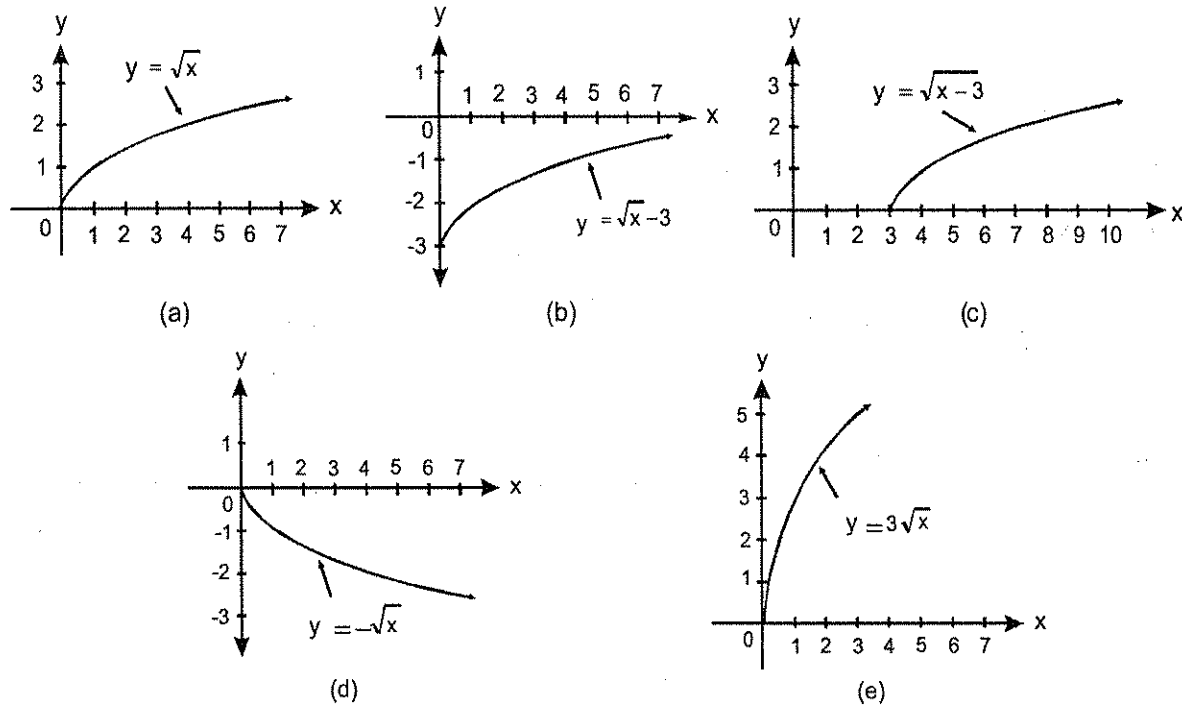 y
3
2
1
0
1 2 3 4 5 6 7
x
y = √x
(a)
y
1
1 2 3 4 5 6 7
x
0
-1
-2
-3
y = √x - 3
(b)
y
3
2
1
0
1 2 3 4 5 6 7 8 9 10
x
y = √(x - 3)
(c)
y
1
1 2 3 4 5 6 7
x
0
-1
-2
-3
y = -√x
(d)
y
5
4
3
2
1
0
1 2 3 4 5 6 7
x
y = 3√x
(e)